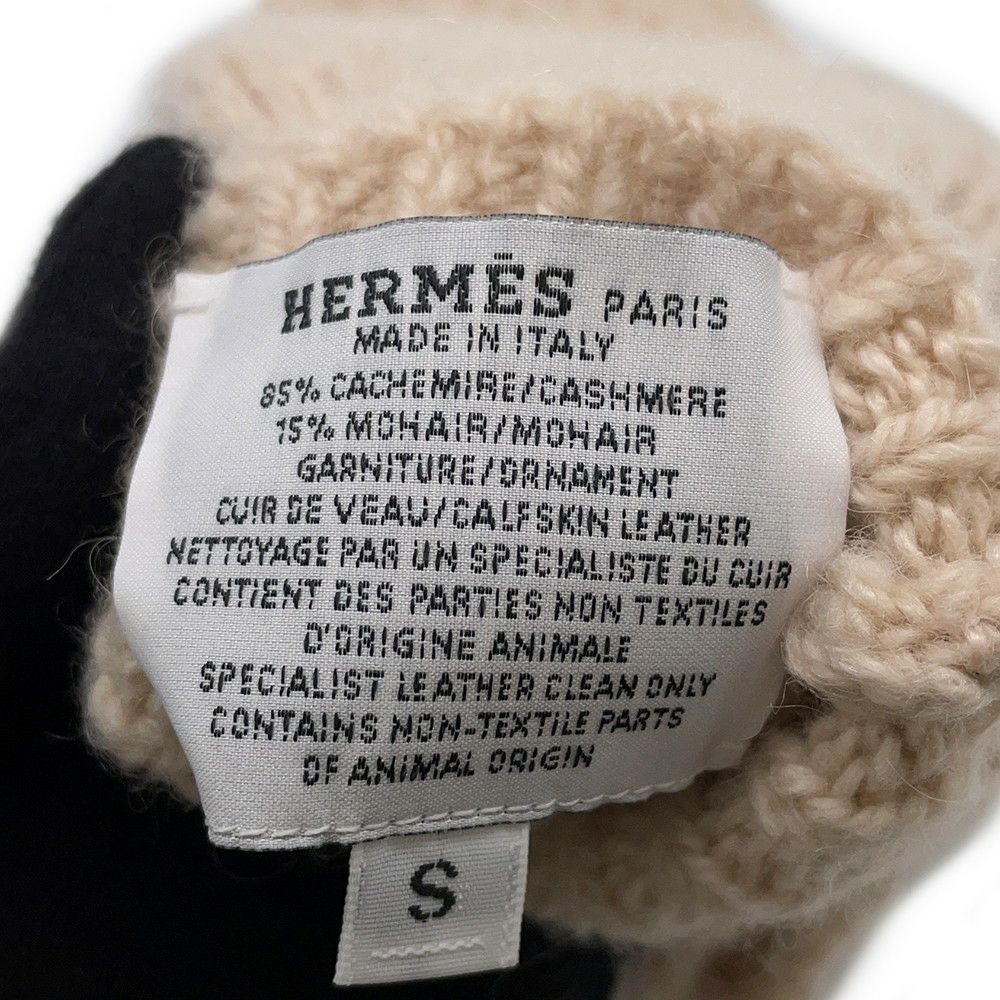 HERMÈS PARIS
MADE IN ITALY
85% CACHEMIRE/CASHMERE
15% MOHAIR/MOHAIR
GARNITURE/ORNAMENT
CUIR DE VEAU/CALFSKIN LEATHER
NETTOYAGE PAR UN SPECIALISTE DU CUIR
CONTIENT DES PARTIES NON TEXTILES
D'ORIGINE ANIMALE
SPECIALIST LEATHER CLEAN ONLY
CONTAINS NON-TEXTILE PARTS
OF ANIMAL ORIGIN
S